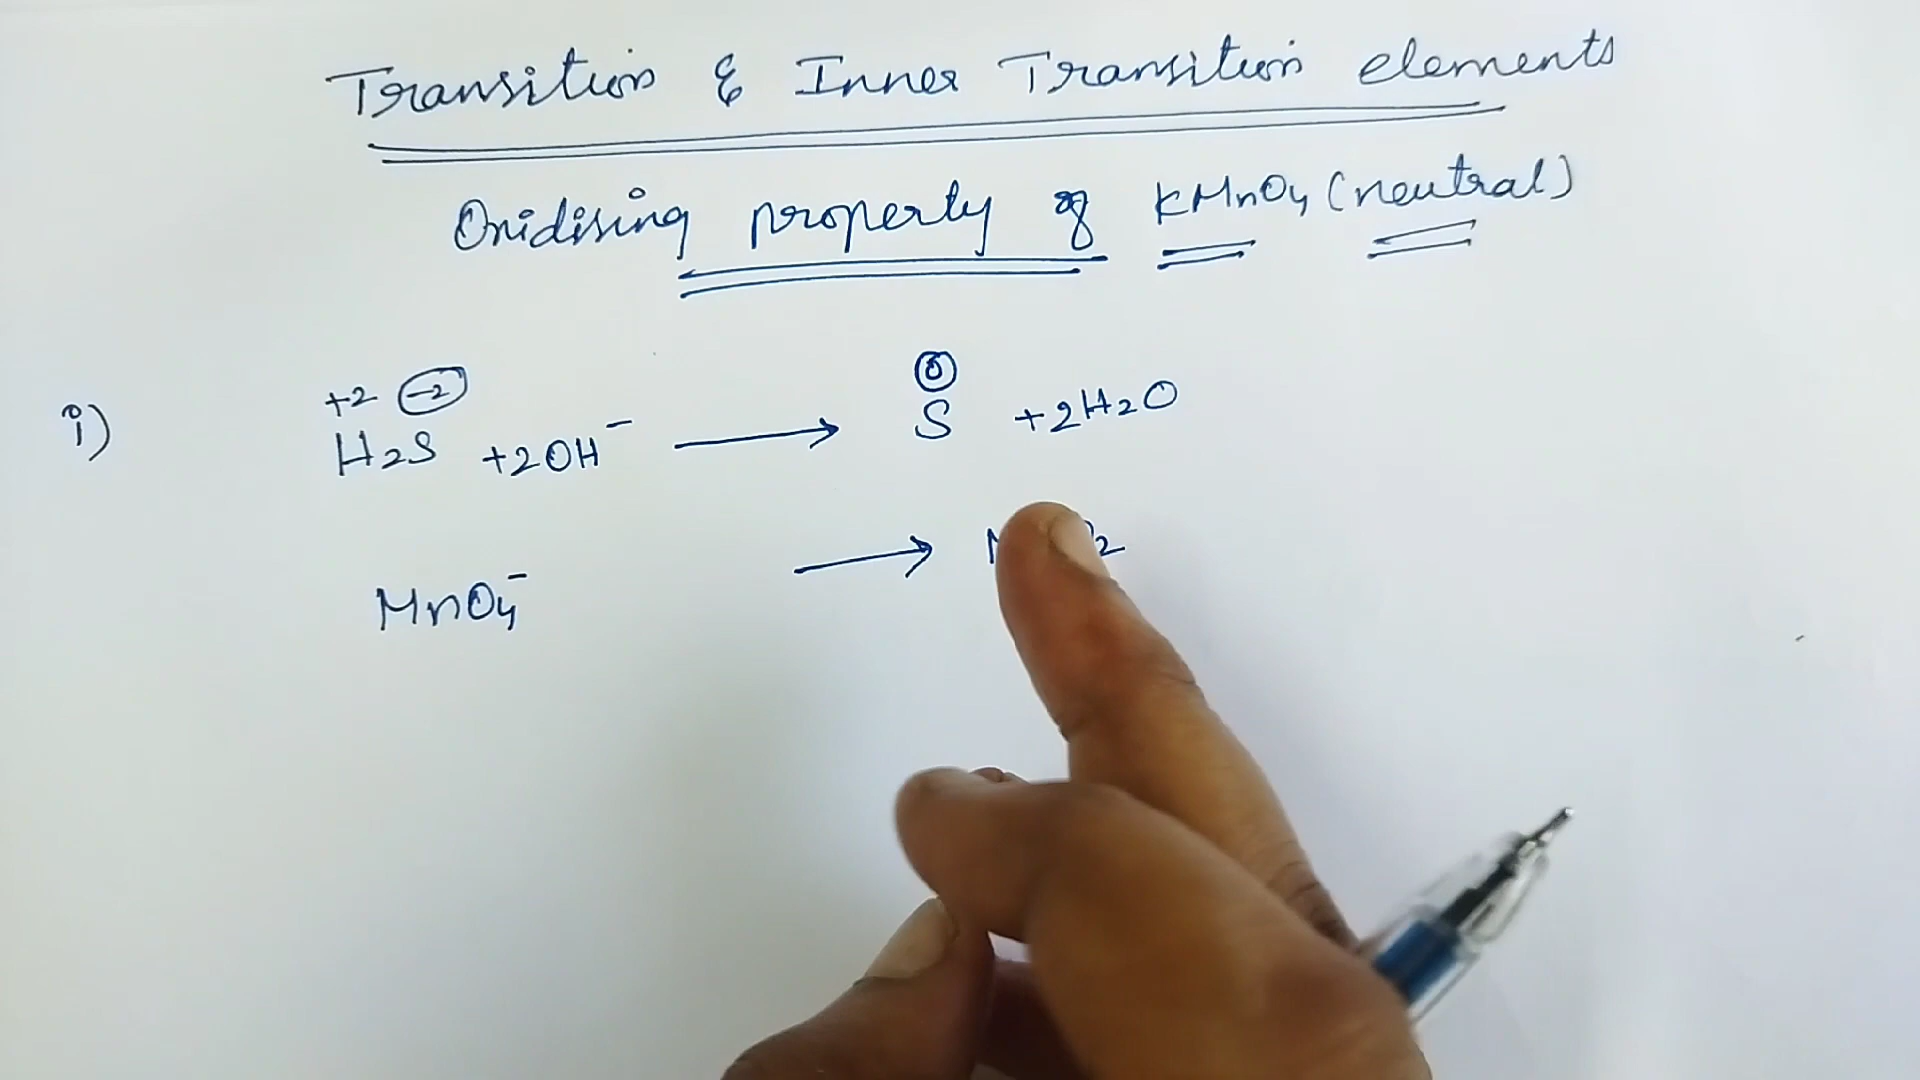 Transition & Inner Transition elements
Oxidising property of KMnO4 (neutral)
+2 -2 0
i) H2S + 2OH⁻ ⟶ S + 2H2O
MnO4⁻ ⟶